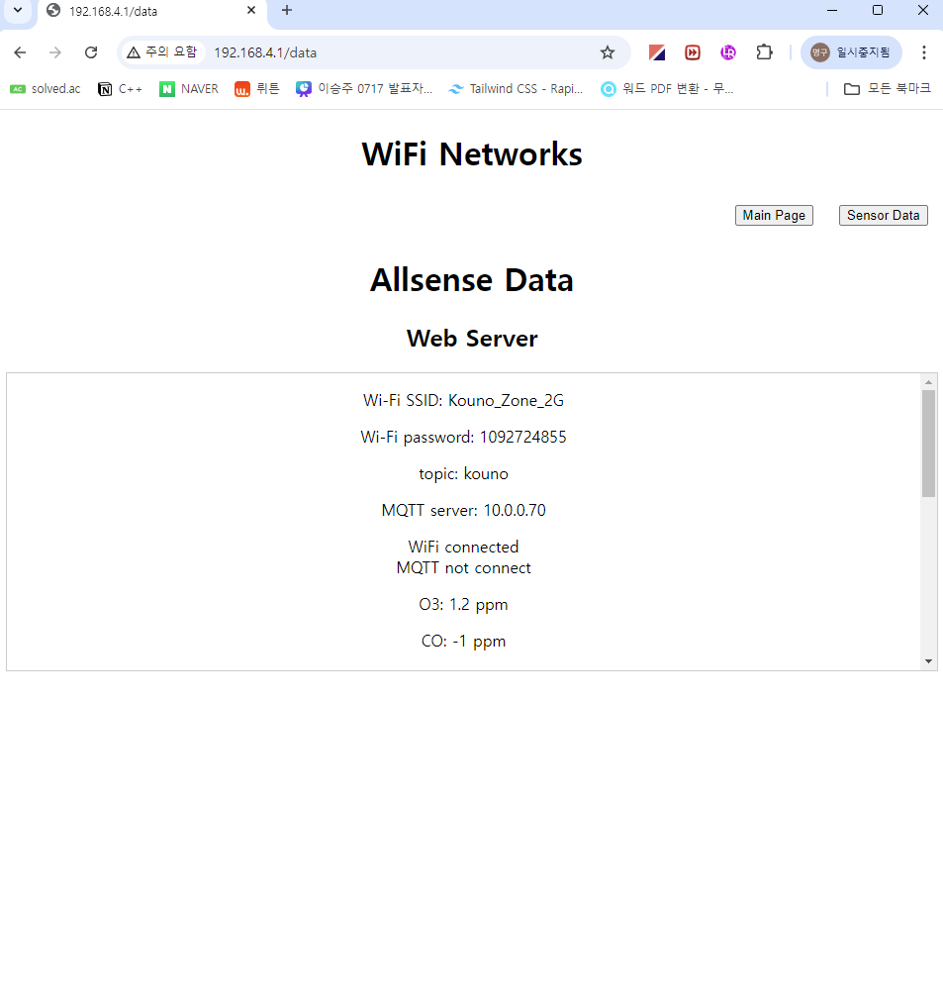 192.168.4.1/data
주의 요함
192.168.4.1/data
명구
일시중지됨
AC
solved.ac
N
C++
N
NAVER
w.
뤼튼
이승주 0717 발표자...
Tailwind CSS - Rapi...
워드 PDF 변환 - 무...
모든 북마크
WiFi Networks
Main Page
Sensor Data
Allsense Data
Web Server
Wi-Fi SSID: Kouno_Zone_2G
Wi-Fi password: 1092724855
topic: kouno
MQTT server: 10.0.0.70
WiFi connected
MQTT not connect
O3: 1.2 ppm
CO: -1 ppm